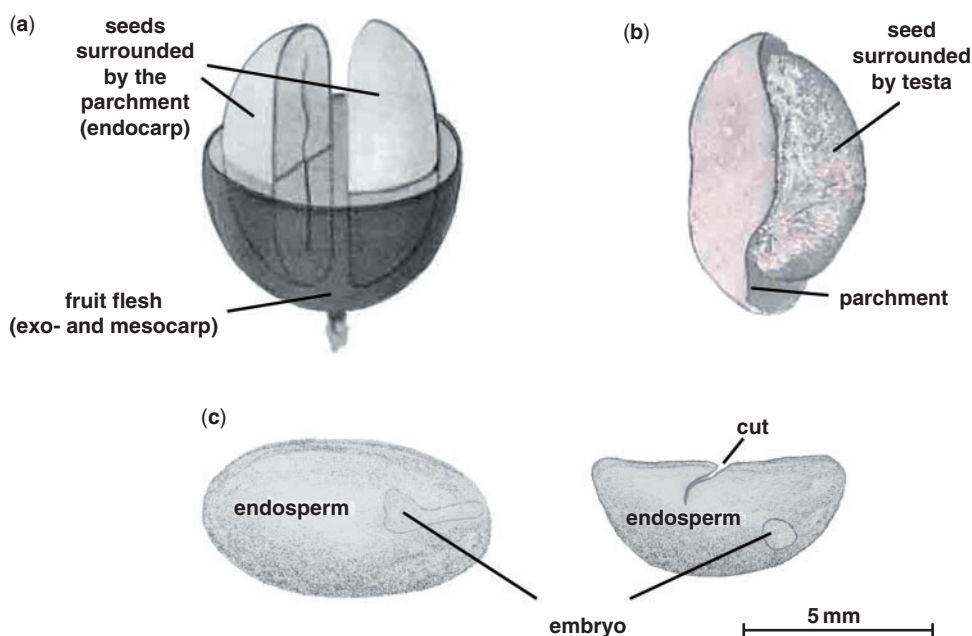 (a)
seeds
surrounded
by the
parchment
(endocarp)
fruit flesh
(exo- and mesocarp)
(b)
seed
surrounded
by testa
parchment
(c)
endosperm
cut
endosperm
embryo
5 mm